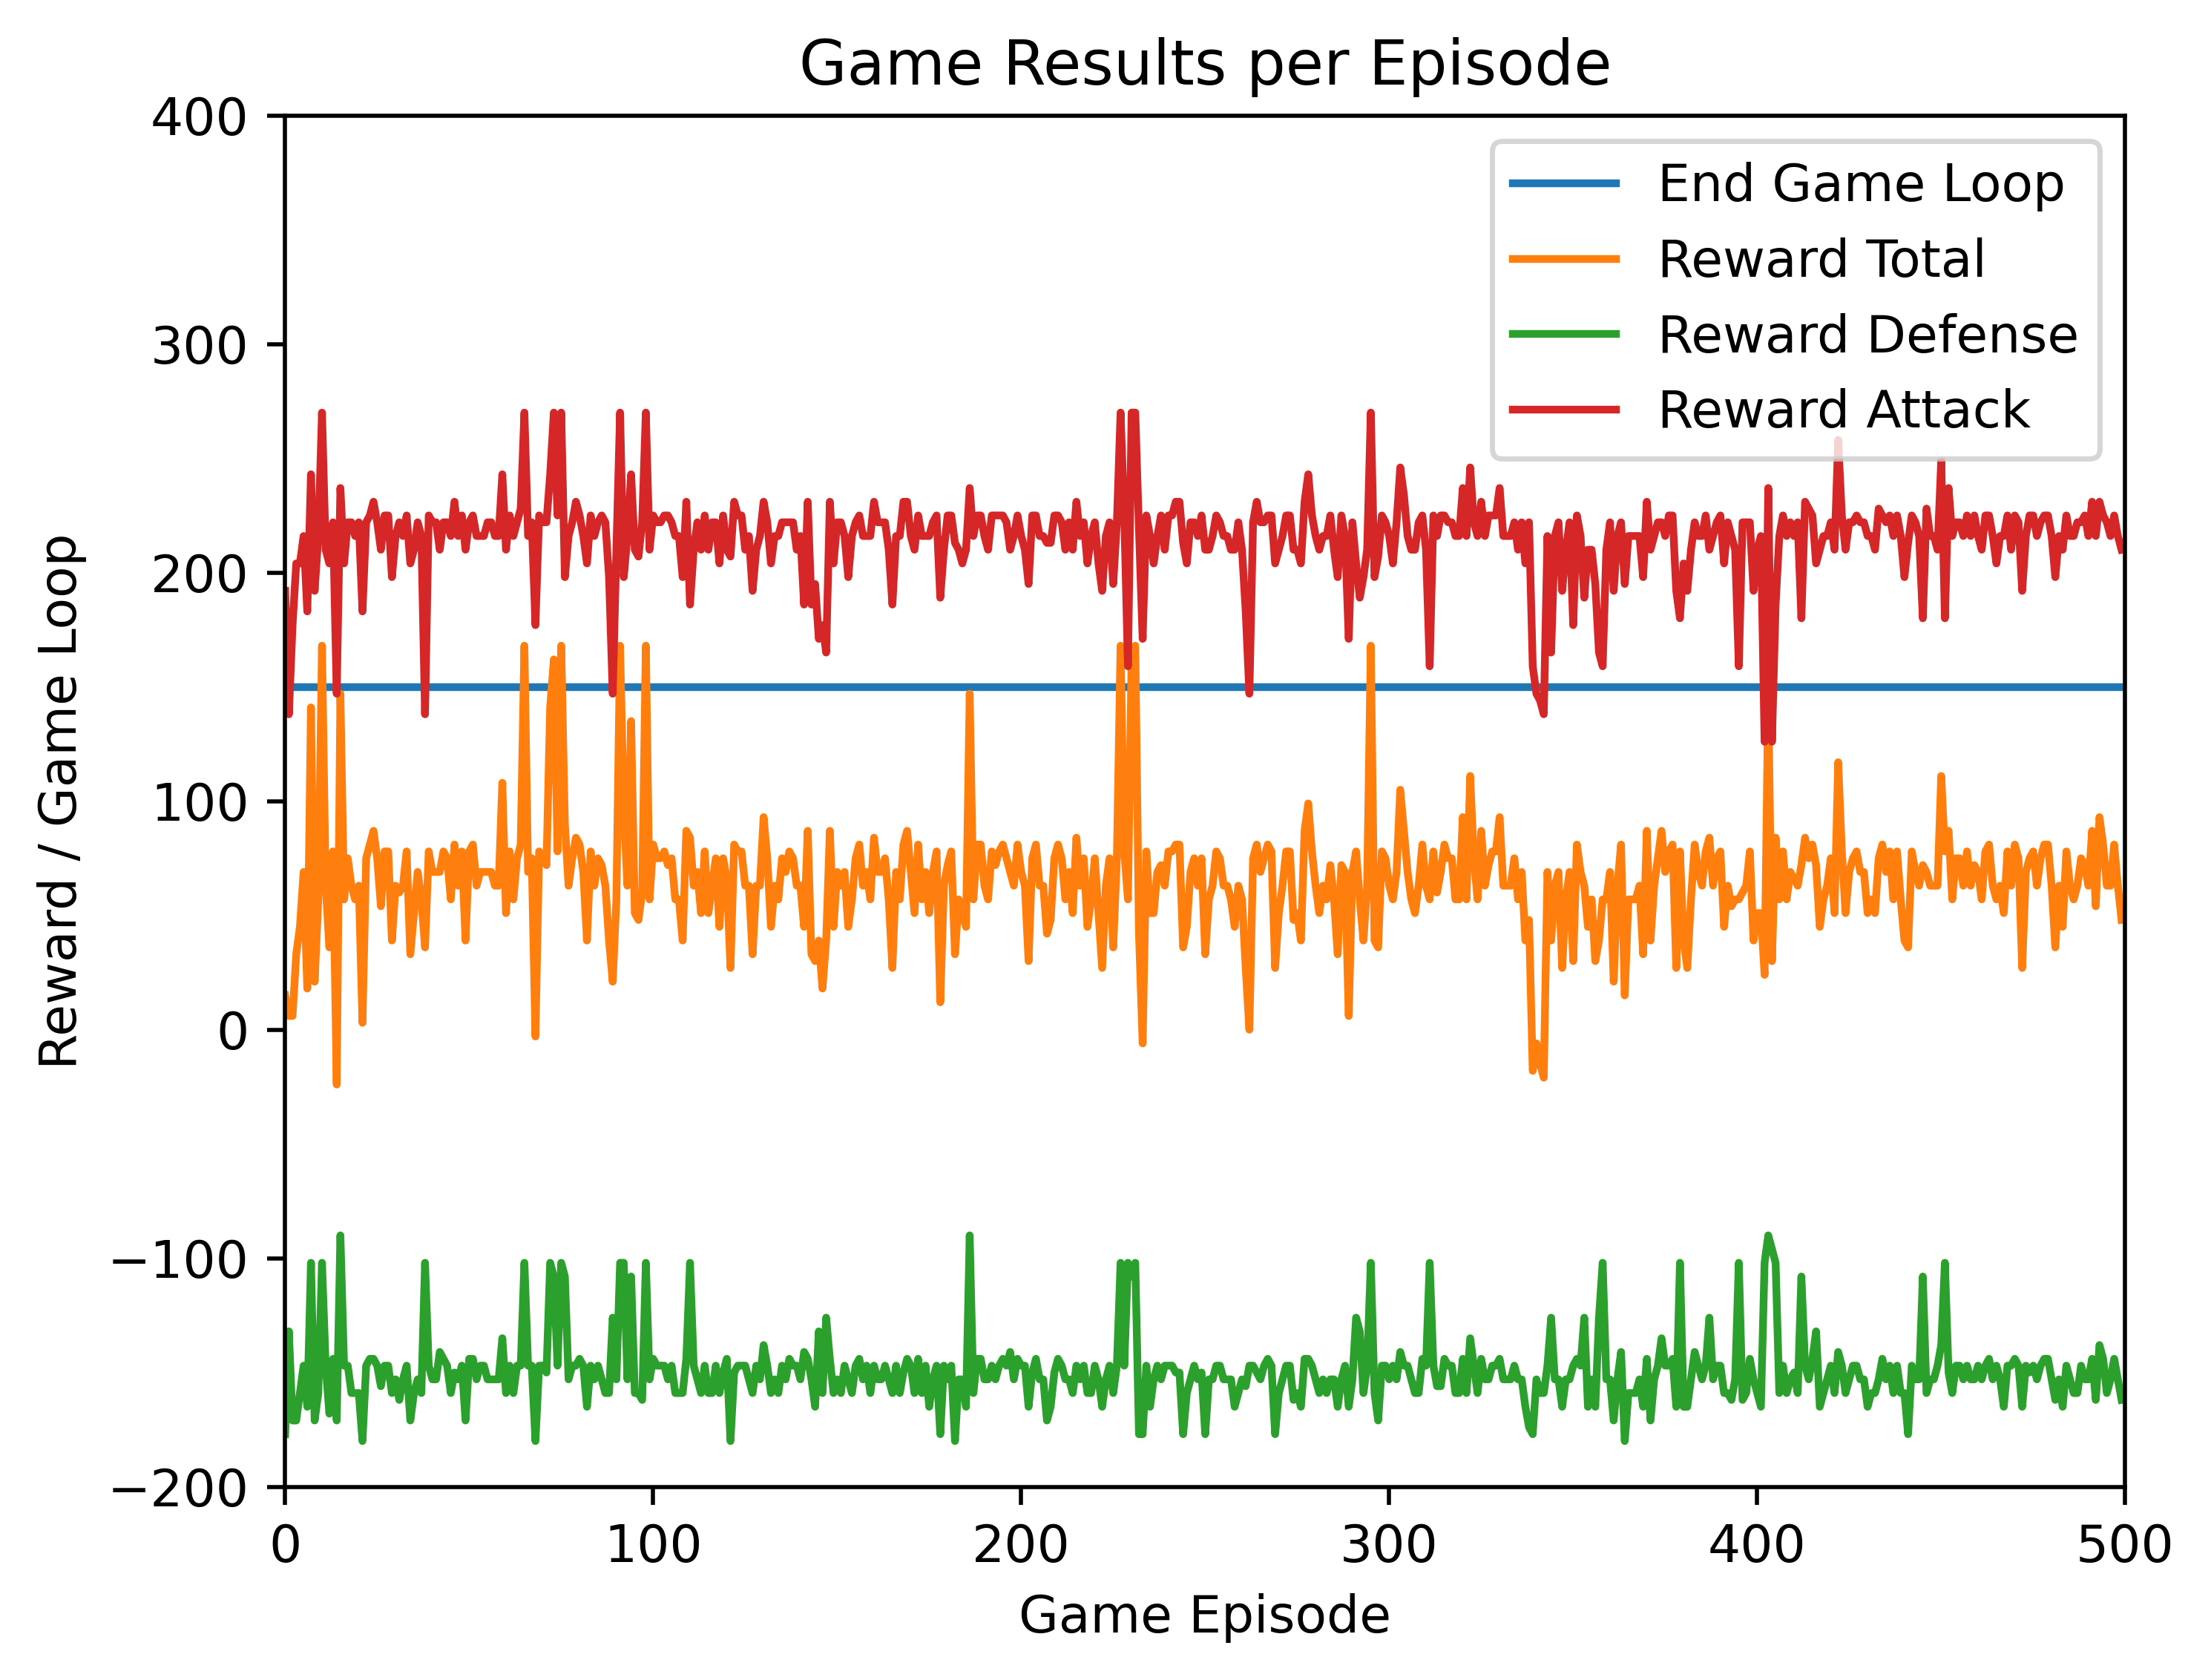 Game Results per Episode
400
300
200
100
0
−100
−200
Reward / Game Loop
End Game Loop
Reward Total
Reward Defense
Reward Attack
0 100 200 300 400 500
Game Episode